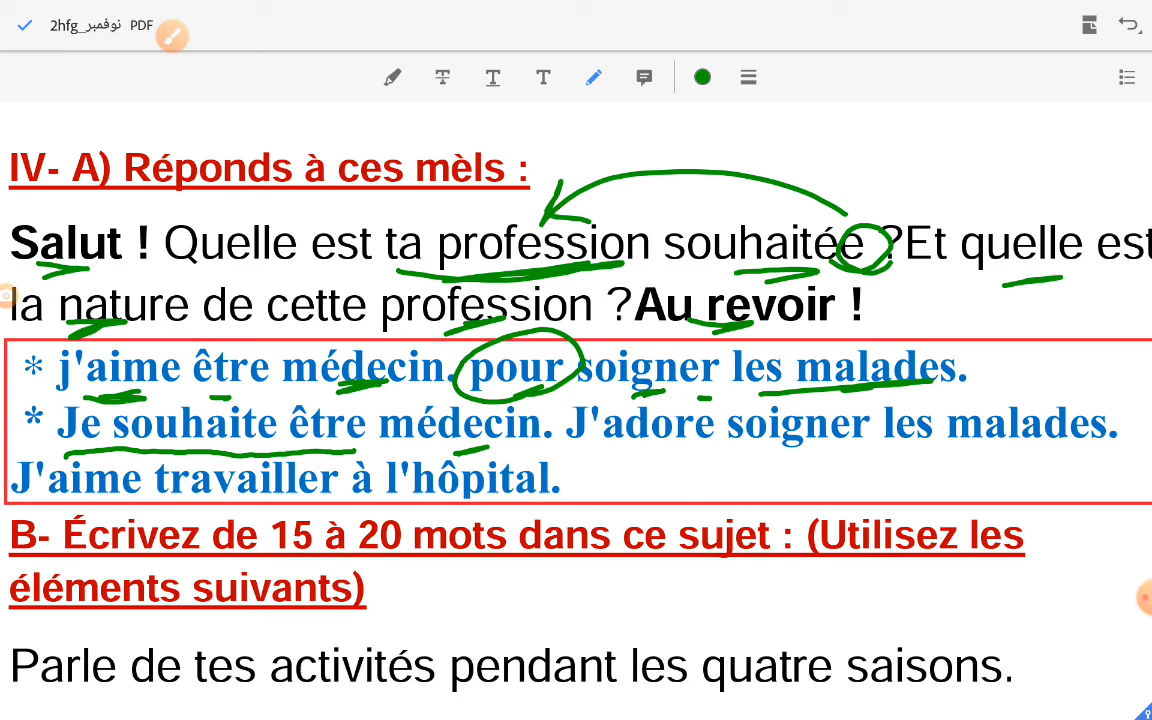 2hfg_نوفمبر PDF
IV- A) Réponds à ces mèls :
Salut ! Quelle est ta profession souhaitée ?Et quelle est
la nature de cette profession ?Au revoir !
* j'aime être médecin. pour soigner les malades.
* Je souhaite être médecin. J'adore soigner les malades.
J'aime travailler à l'hôpital.
B- Écrivez de 15 à 20 mots dans ce sujet : (Utilisez les
éléments suivants)
Parle de tes activités pendant les quatre saisons.